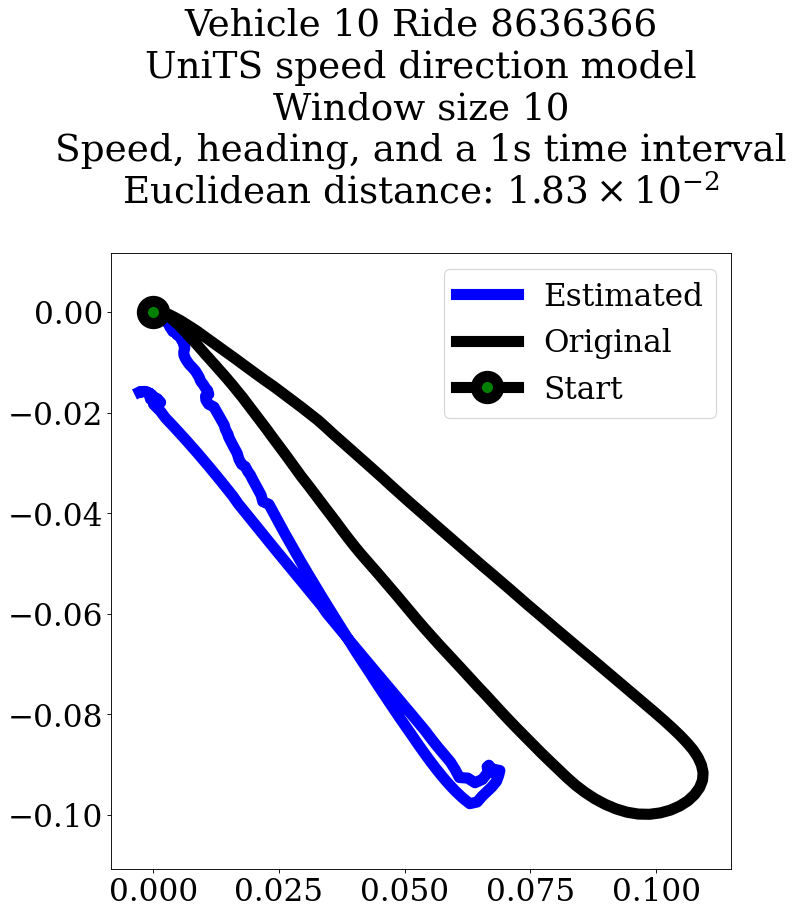 Vehicle 10 Ride 8636366
UniTS speed direction model
Window size 10
Speed, heading, and a 1s time interval
Euclidean distance: 1.83 × 10⁻²
Estimated
Original
Start
0.00
−0.02
−0.04
−0.06
−0.08
−0.10
0.000 0.025 0.050 0.075 0.100